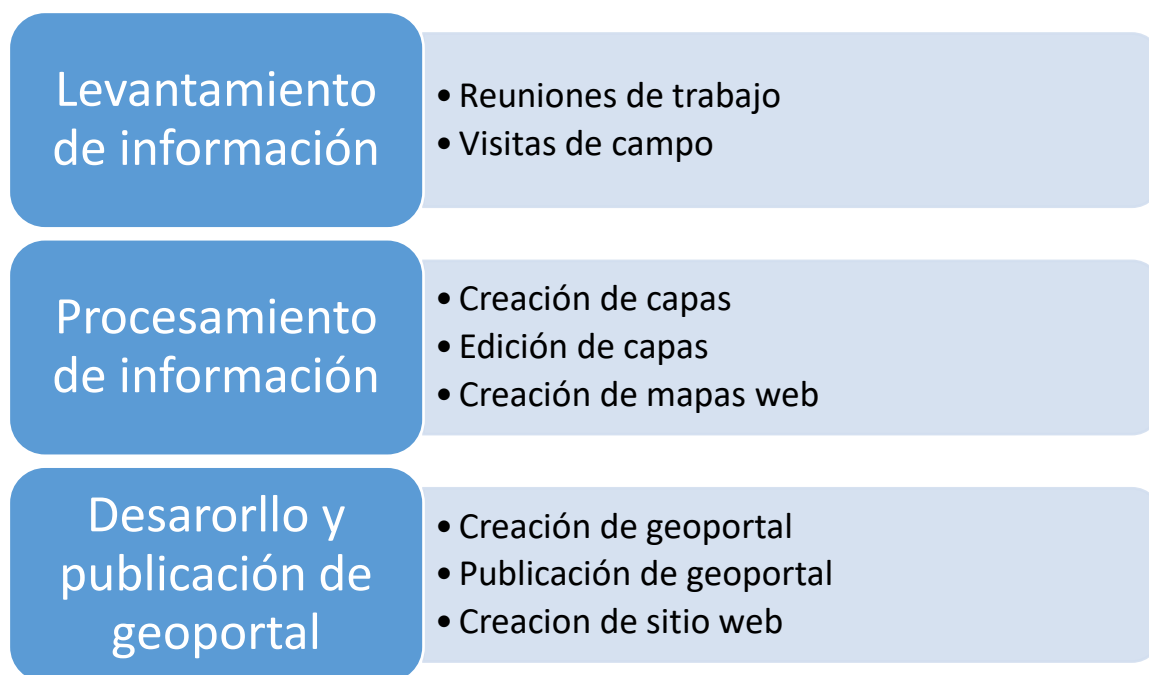 Levantamiento
de información
• Reuniones de trabajo
• Visitas de campo
Procesamiento
de información
• Creación de capas
• Edición de capas
• Creación de mapas web
Desarorllo y
publicación de
geoportal
• Creación de geoportal
• Publicación de geoportal
• Creacion de sitio web